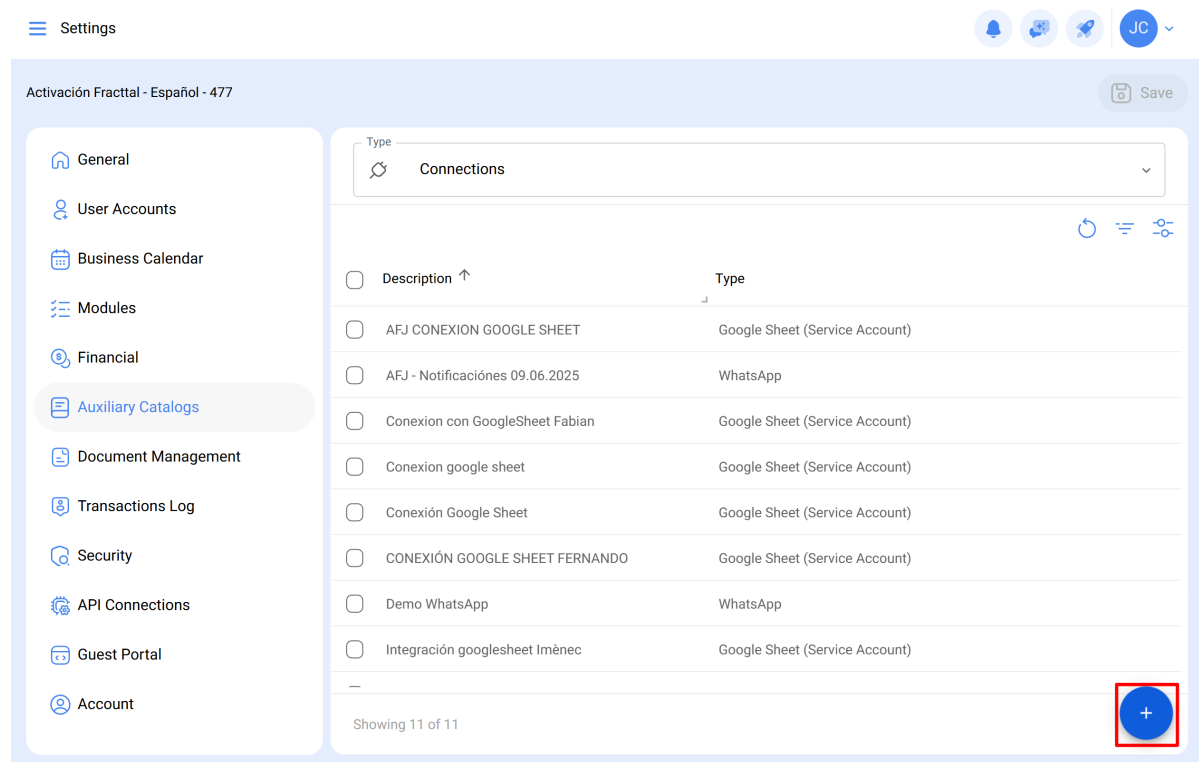 Settings
JC
Activación Fracttal - Español - 477
Save
General
User Accounts
Business Calendar
Modules
Financial
Auxiliary Catalogs
Document Management
Transactions Log
Security
API Connections
Guest Portal
Account
Type
Connections
Description Type
AFJ CONEXION GOOGLE SHEET Google Sheet (Service Account)
AFJ - Notificaciónes 09.06.2025 WhatsApp
Conexion con GoogleSheet Fabian Google Sheet (Service Account)
Conexion google sheet Google Sheet (Service Account)
Conexión Google Sheet Google Sheet (Service Account)
CONEXIÓN GOOGLE SHEET FERNANDO Google Sheet (Service Account)
Demo WhatsApp WhatsApp
Integración googlesheet Imènec Google Sheet (Service Account)
Showing 11 of 11